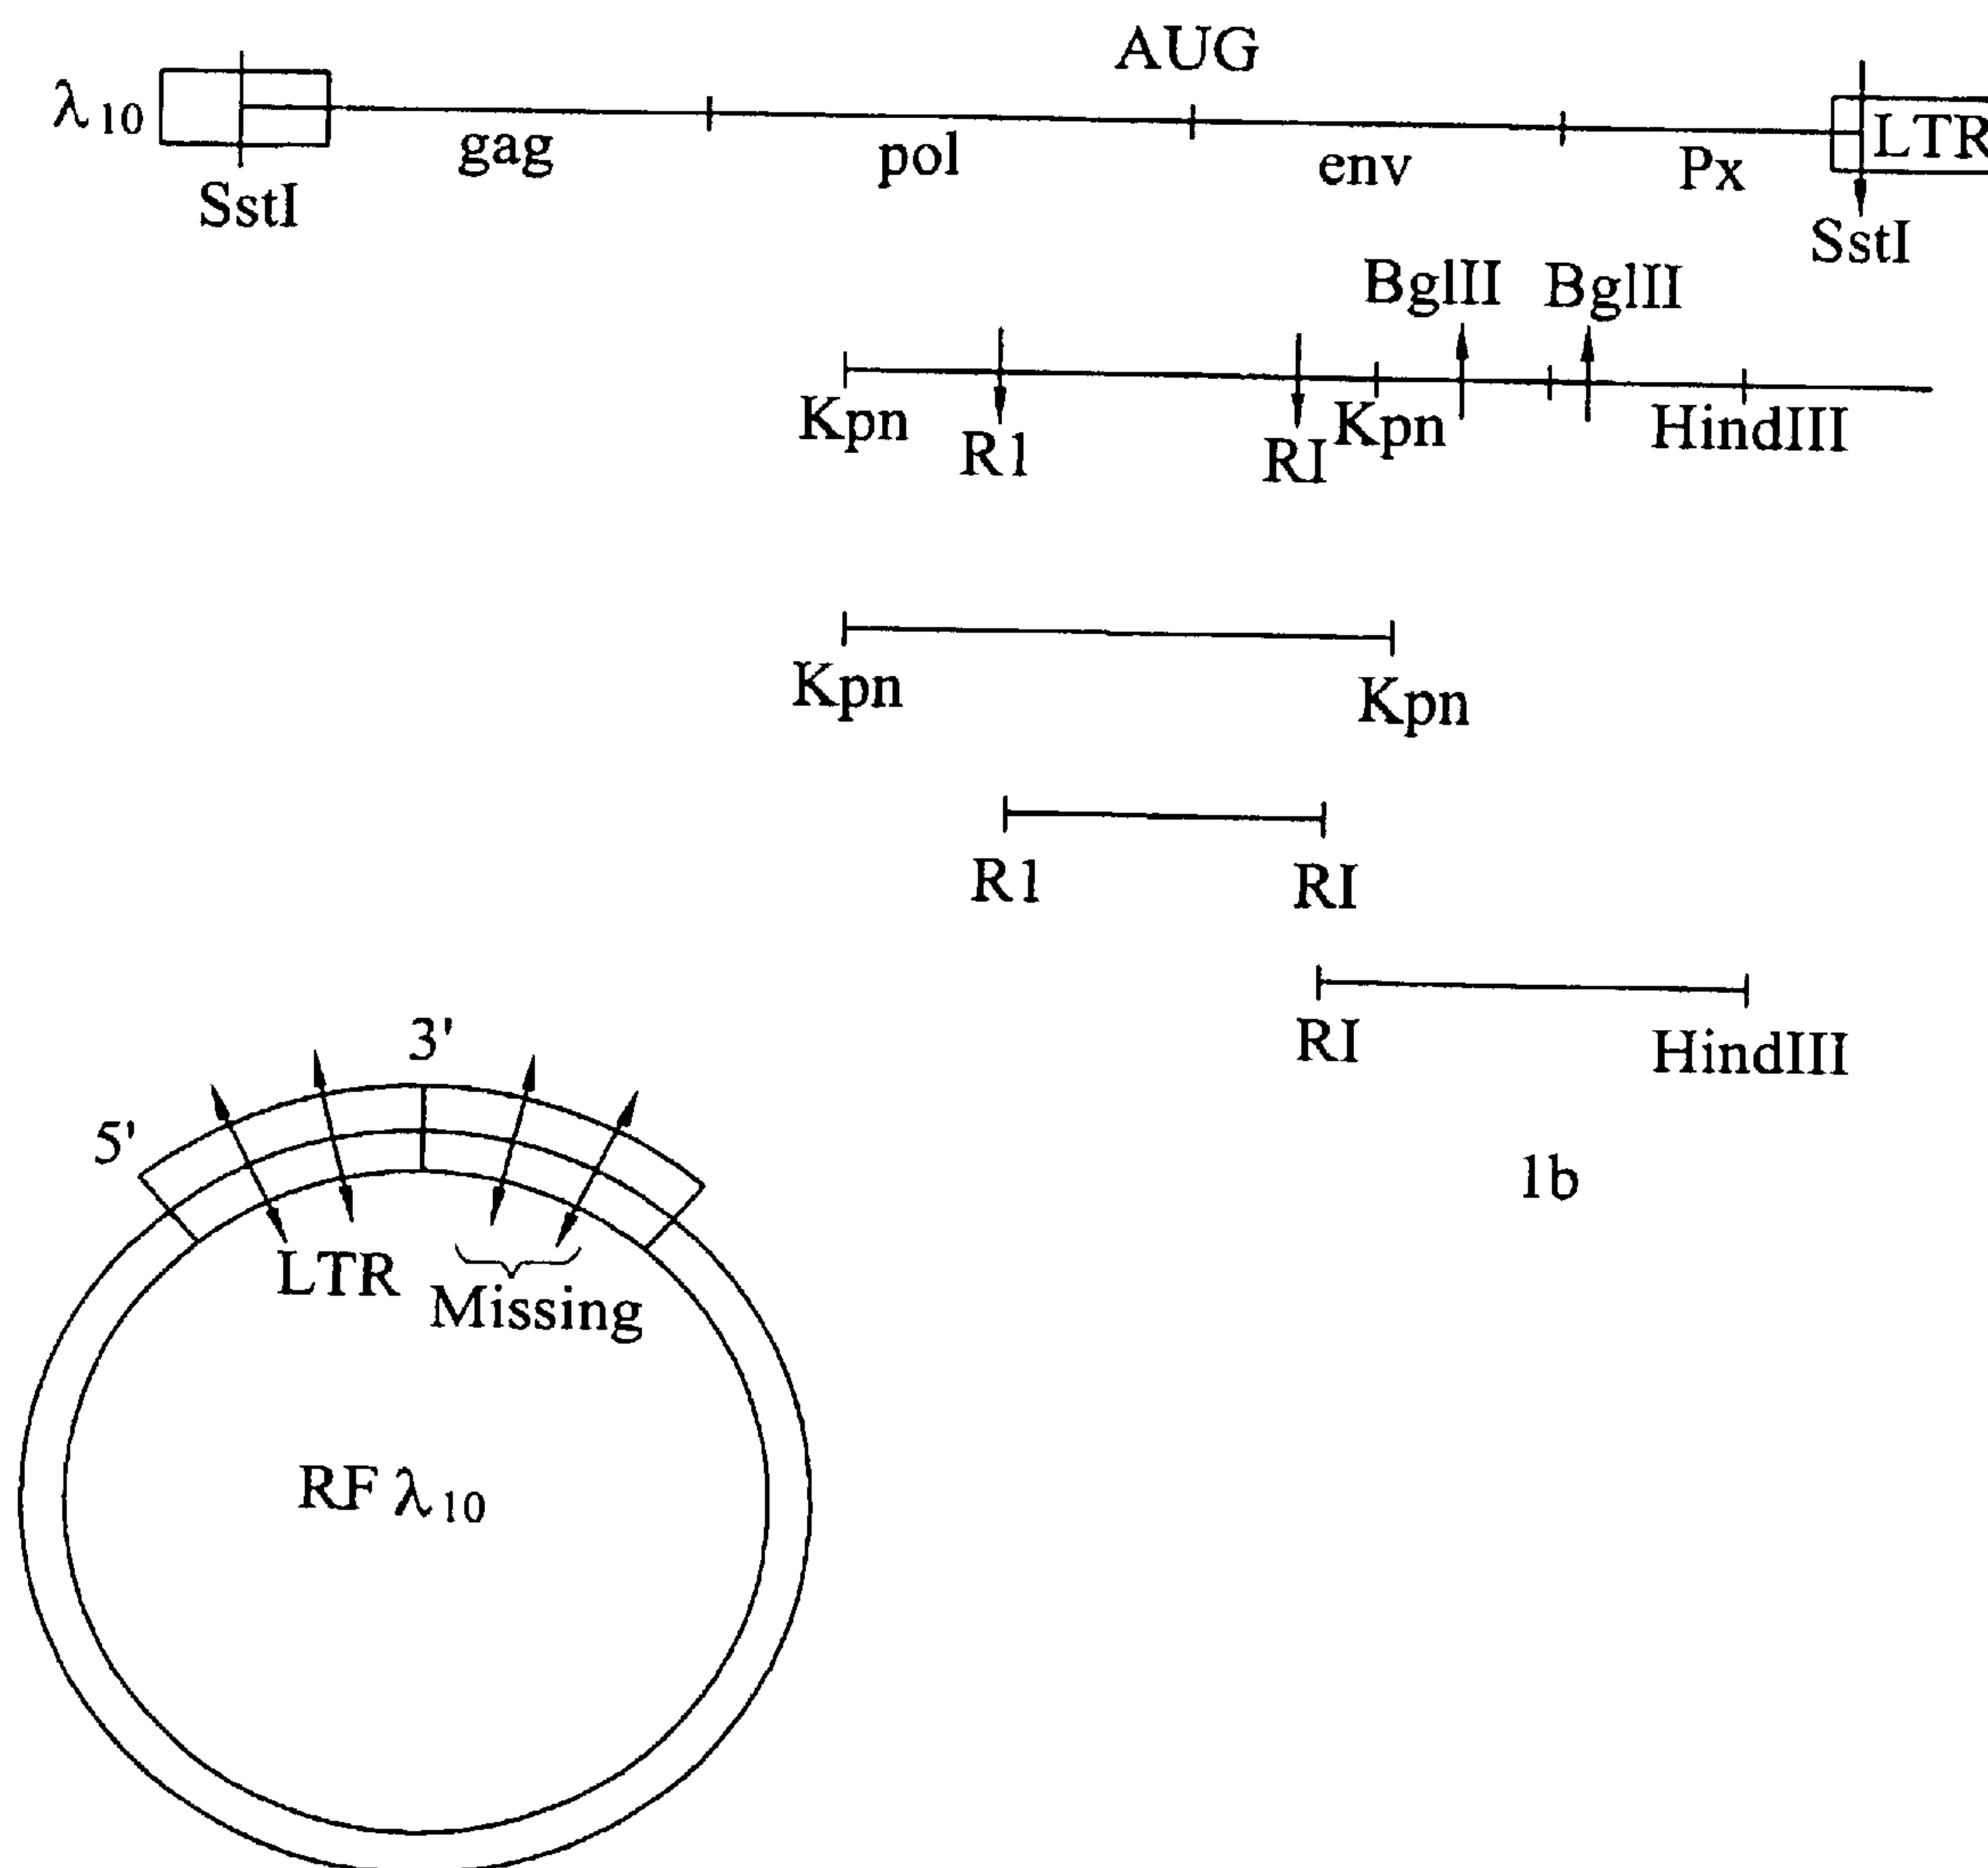 AUG
λ10
gag
pol
env
Px
LTR
SstI
SstI
BglII BglII
Kpn
R1
RI
Kpn
HindIII
Kpn
Kpn
R1
RI
RI
HindIII
3'
5'
LTR
Missing
1b
RF λ10